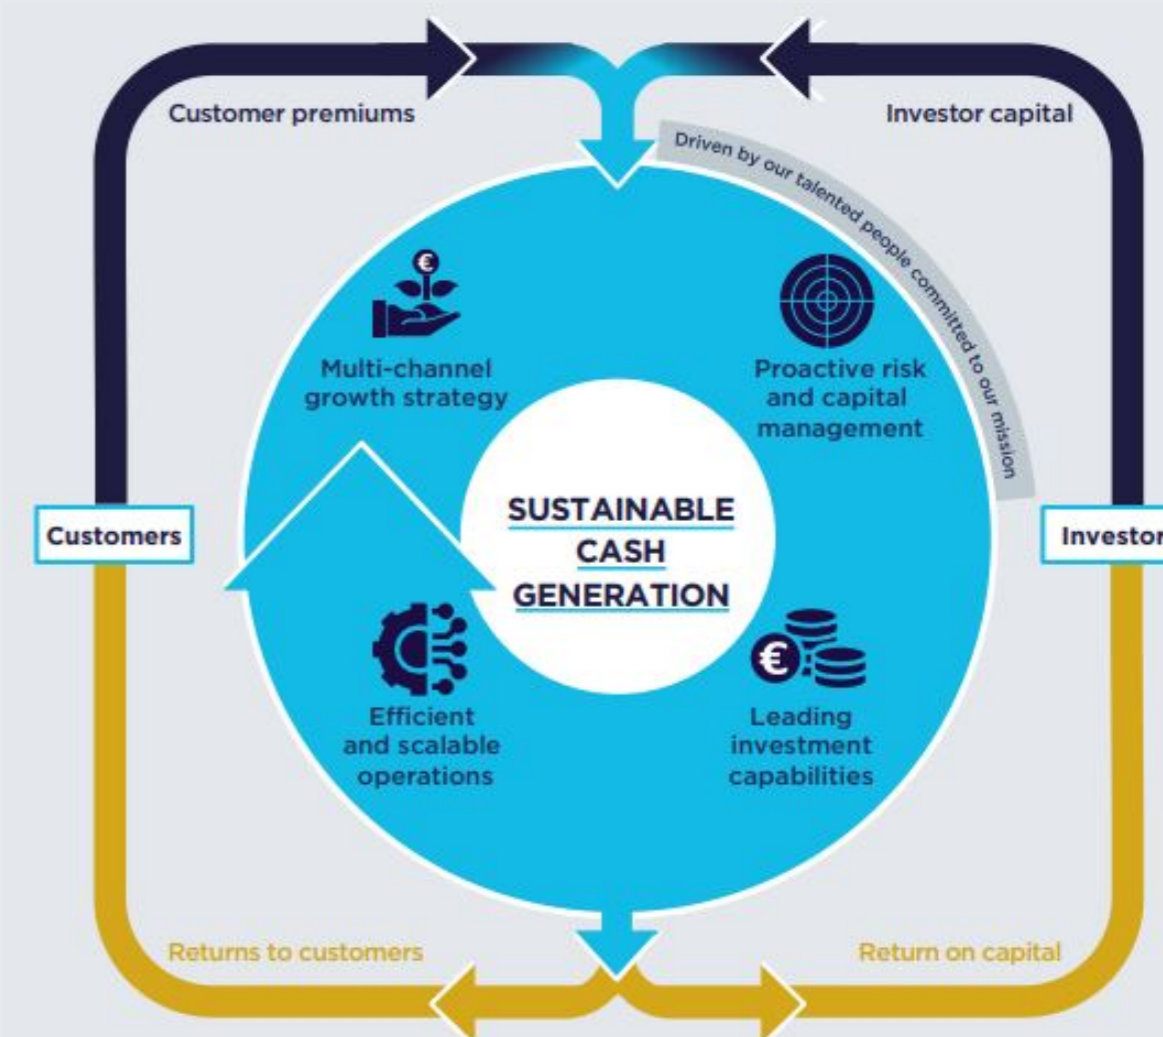 Customer premiums
Investor capital
Driven by our talented people committed to our mission
€
Multi-channel
growth strategy
Proactive risk
and capital
management
Customers
SUSTAINABLE
CASH
GENERATION
Investor
€
Efficient
and scalable
operations
Leading
investment
capabilities
Returns to customers
Return on capital